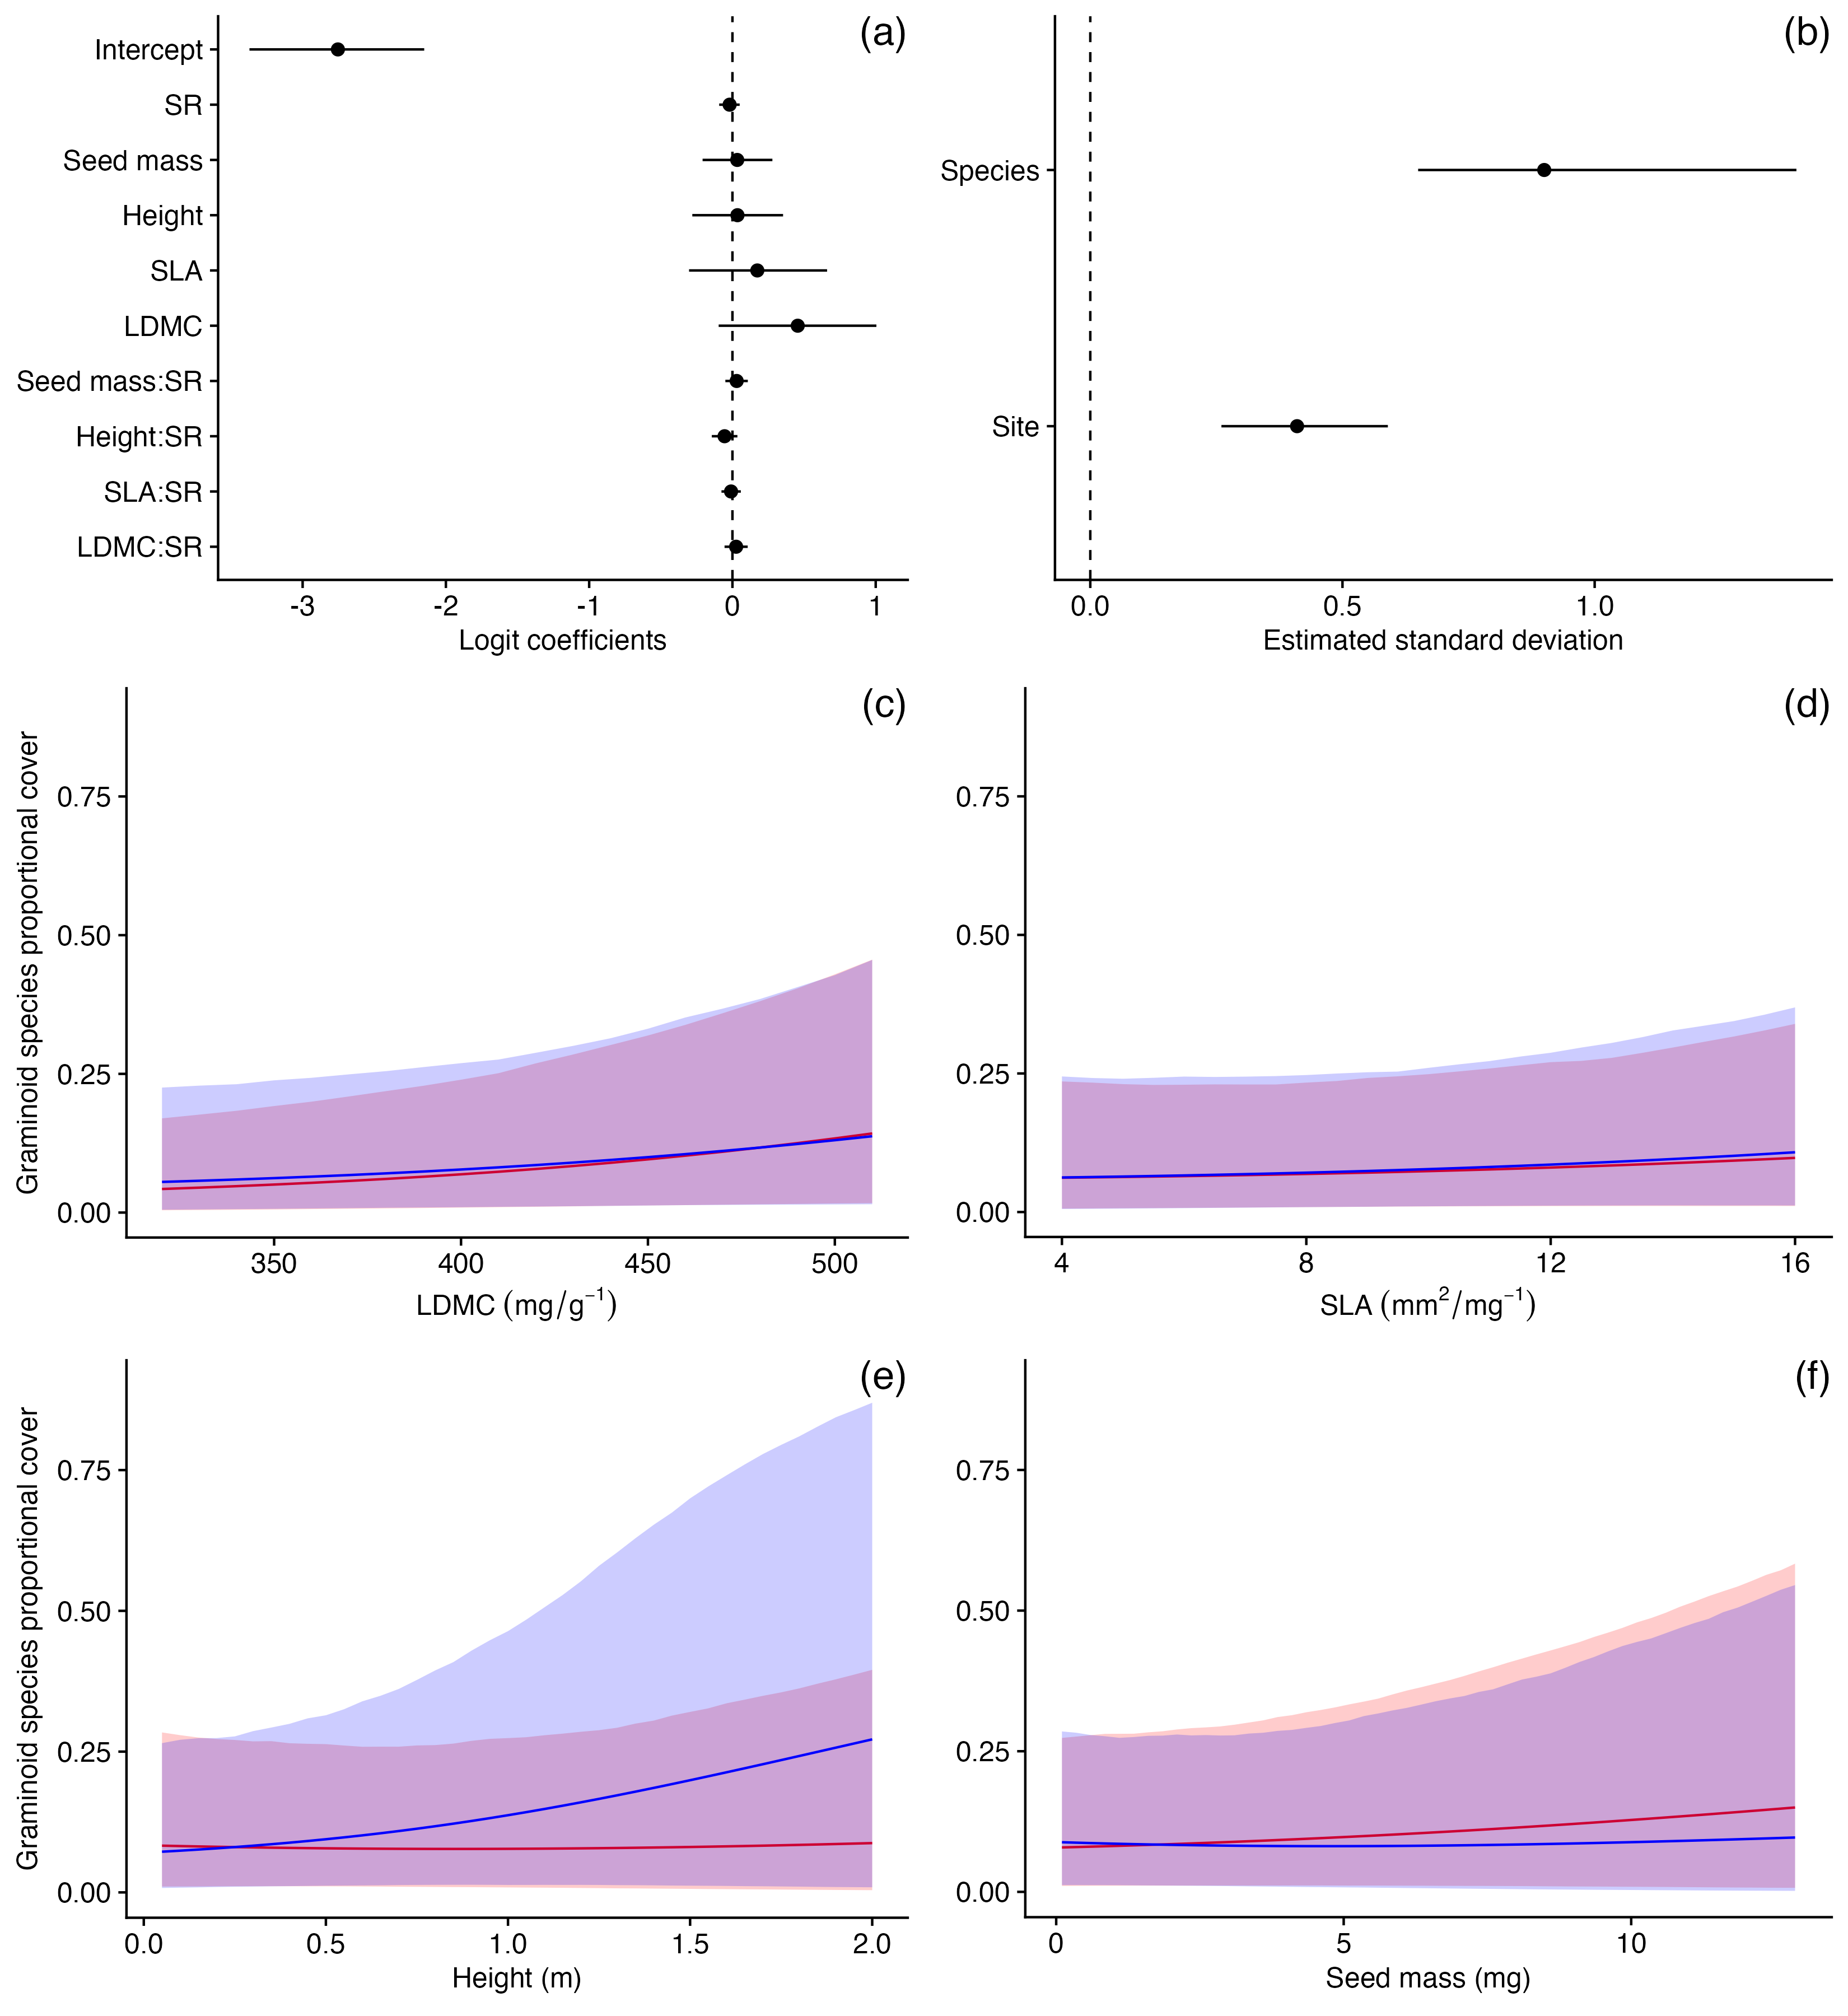 (a)
Intercept
SR
Seed mass
Height
SLA
LDMC
Seed mass:SR
Height:SR
SLA:SR
LDMC:SR
-3 -2 -1 0 1
Logit coefficients
(b)
Species
Site
0.0 0.5 1.0
Estimated standard deviation
(c)
Graminoid species proportional cover
0.75
0.50
0.25
0.00
350 400 450 500
LDMC (mg/g⁻¹)
(d)
0.75
0.50
0.25
0.00
4 8 12 16
SLA (mm²/mg⁻¹)
(e)
Graminoid species proportional cover
0.75
0.50
0.25
0.00
0.0 0.5 1.0 1.5 2.0
Height (m)
(f)
0.75
0.50
0.25
0.00
0 5 10
Seed mass (mg)